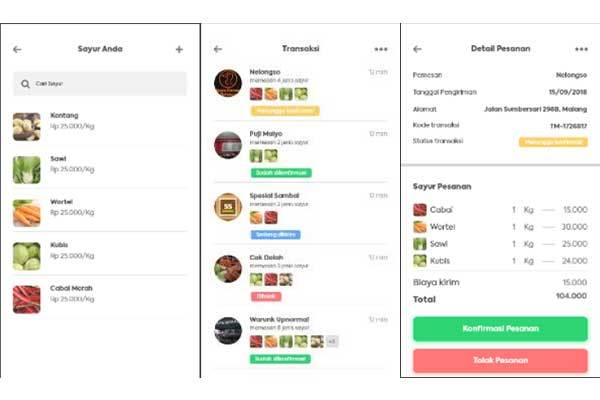 Sayur Anda
+
Cari Sayur
Kentang
Rp 25.000/Kg
Sawi
Rp 25.000/Kg
Wortel
Rp 25.000/Kg
Kubis
Rp 25.000/Kg
Cabai Merah
Rp 25.000/Kg
Transaksi
Nelongso
12 min
memesan 4 jenis sayur
Menunggu konfirmasi
Puji Malyo
12 min
memesan 2 jenis sayur
Sudah dikonfirmasi
Spesial Sambal
12 min
memesan 2 jenis sayur
Sedang dikirim
Cak Dolah
12 min
memesan 3 jenis sayur
Ditolak
Warunk Upnormal
12 min
memesan 8 jenis sayur
+3
Sudah dikonfirmasi
Detail Pesanan
Pemesan Nelongso
Tanggal Pengiriman 15/09/2018
Alamat Jalan Sumbersari 298B, Malang
Kode transaksi TM-1726817
Status transaksi Menunggu konfirmasi
Sayur Pesanan
Cabai 1 Kg 15.000
Wortel 1 Kg 30.000
Sawi 1 Kg 25.000
Kubis 1 Kg 24.000
Biaya kirim 15.000
Total 104.000
Konfirmasi Pesanan
Tolak Pesanan